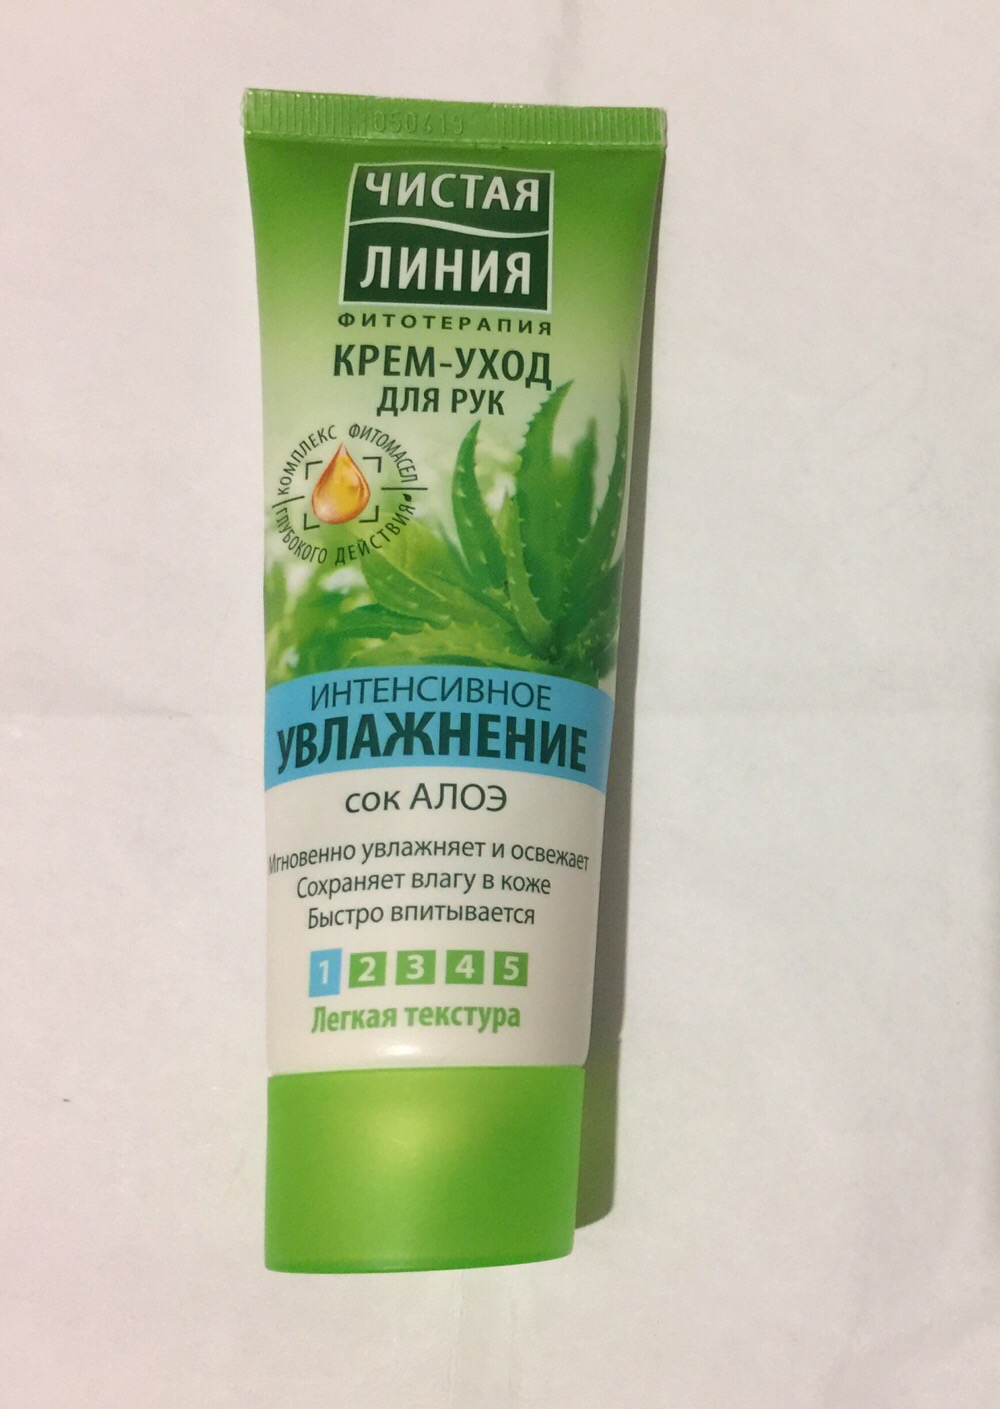 050419
ЧИСТАЯ
ЛИНИЯ
ФИТОТЕРАПИЯ
КРЕМ-УХОД
ДЛЯ РУК
КОМПЛЕКС ФИТОМАСЕЛ
ГЛУБОКОГО ДЕЙСТВИЯ
ИНТЕНСИВНОЕ
УВЛАЖНЕНИЕ
сок АЛОЭ
Мгновенно увлажняет и освежает
Сохраняет влагу в коже
Быстро впитывается
1 2 3 4 5
Легкая текстура